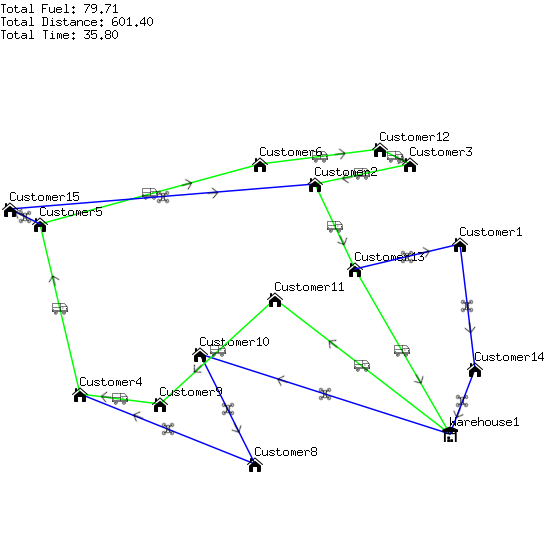 Total Fuel: 79.71
Total Distance: 601.40
Total Time: 35.80
Customer12
Customer6
Customer3
Customer2
Customer15
Customer5
Customer1
Customer13
Customer11
Customer10
Customer14
Customer4
Customer9
Warehouse1
Customer8